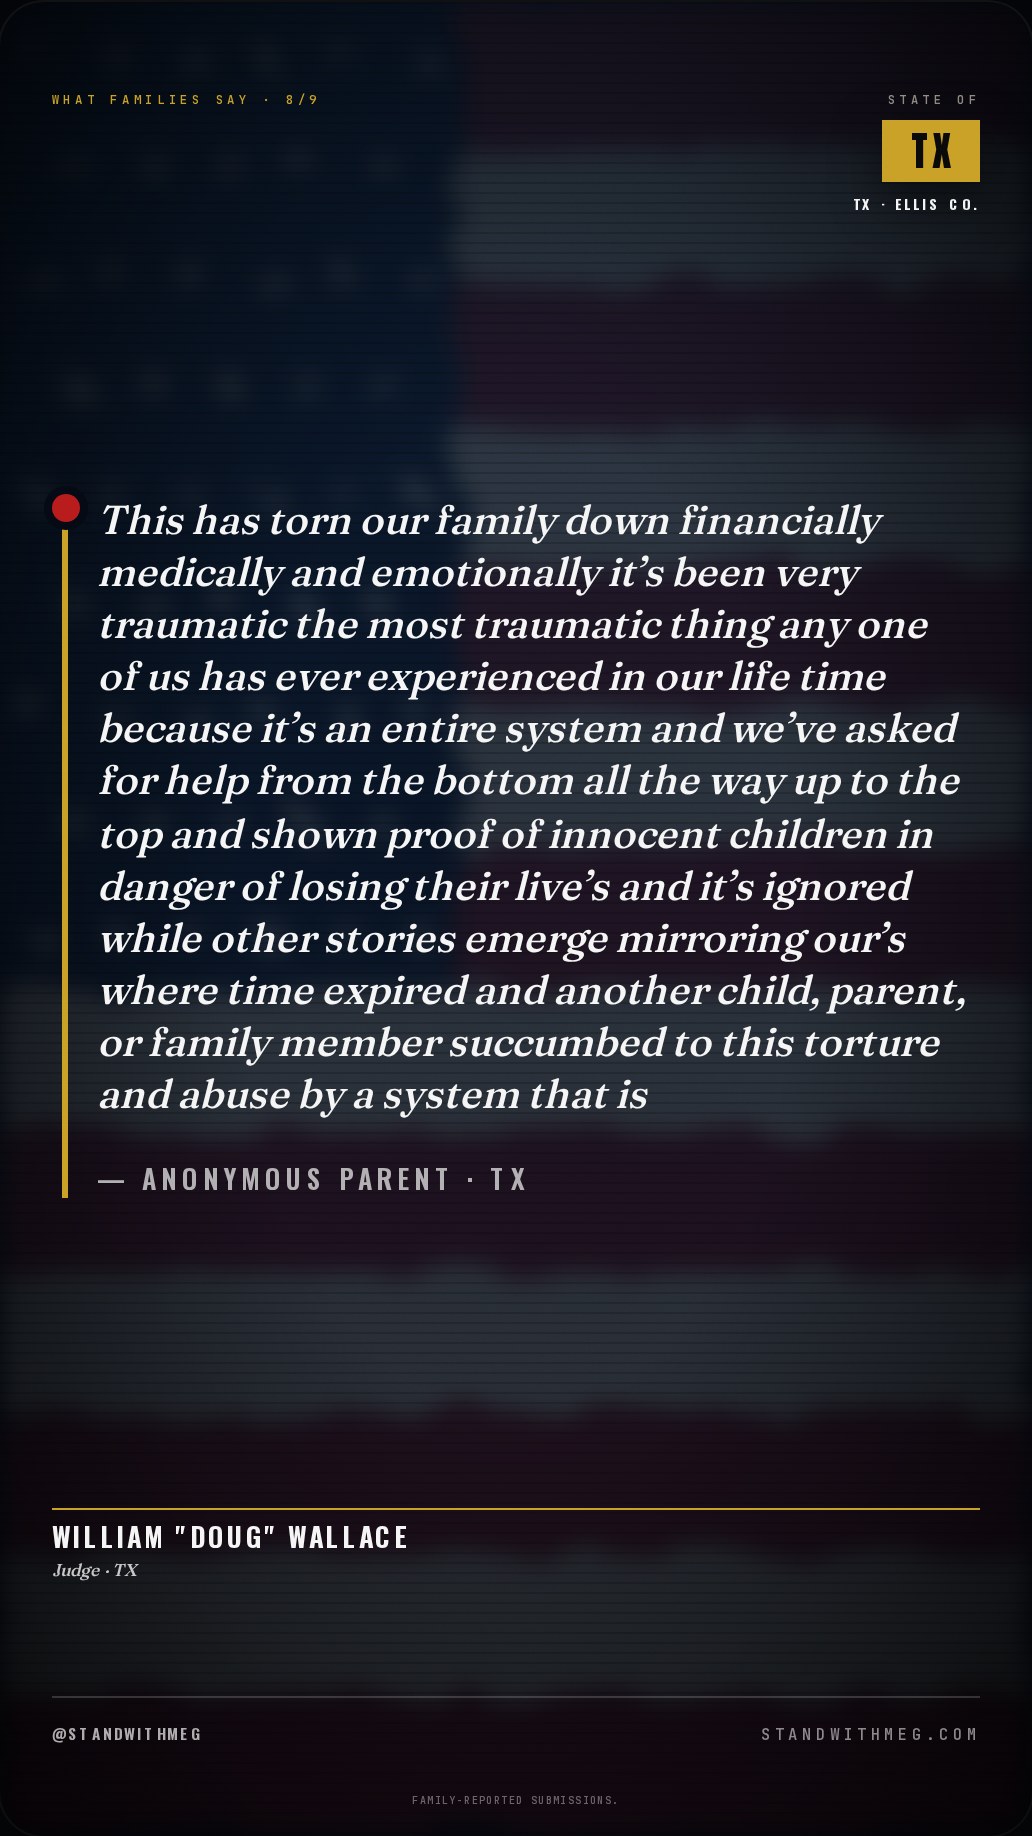 WHAT FAMILIES SAY · 8/9
STATE OF
TX
TX · ELLIS CO.
This has torn our family down financially
medically and emotionally it’s been very
traumatic the most traumatic thing any one
of us has ever experienced in our life time
because it’s an entire system and we’ve asked
for help from the bottom all the way up to the
top and shown proof of innocent children in
danger of losing their live’s and it’s ignored
while other stories emerge mirroring our’s
where time expired and another child, parent,
or family member succumbed to this torture
and abuse by a system that is
— ANONYMOUS PARENT · TX
WILLIAM "DOUG" WALLACE
Judge · TX
@STANDWITHMEG
STANDWITHMEG.COM
FAMILY-REPORTED SUBMISSIONS.